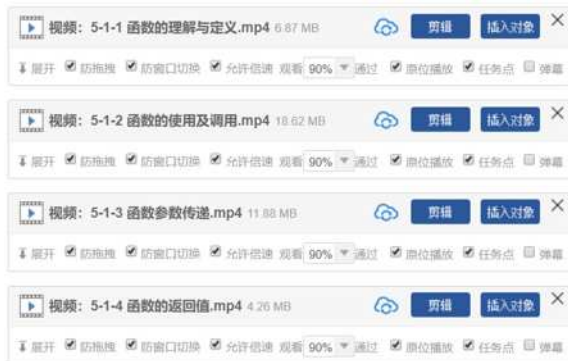 视频：5-1-1 函数的理解与定义.mp4 6.87 MB 剪辑 插入对象
展开 防拖拽 防窗口切换 允许倍速 观看 90% 通过 原位播放 任务点 弹幕
视频：5-1-2 函数的使用及调用.mp4 18.62 MB 剪辑 插入对象
展开 防拖拽 防窗口切换 允许倍速 观看 90% 通过 原位播放 任务点 弹幕
视频：5-1-3 函数参数传递.mp4 11.88 MB 剪辑 插入对象
展开 防拖拽 防窗口切换 允许倍速 观看 90% 通过 原位播放 任务点 弹幕
视频：5-1-4 函数的返回值.mp4 4.26 MB 剪辑 插入对象
展开 防拖拽 防窗口切换 允许倍速 观看 90% 通过 原位播放 任务点 弹幕